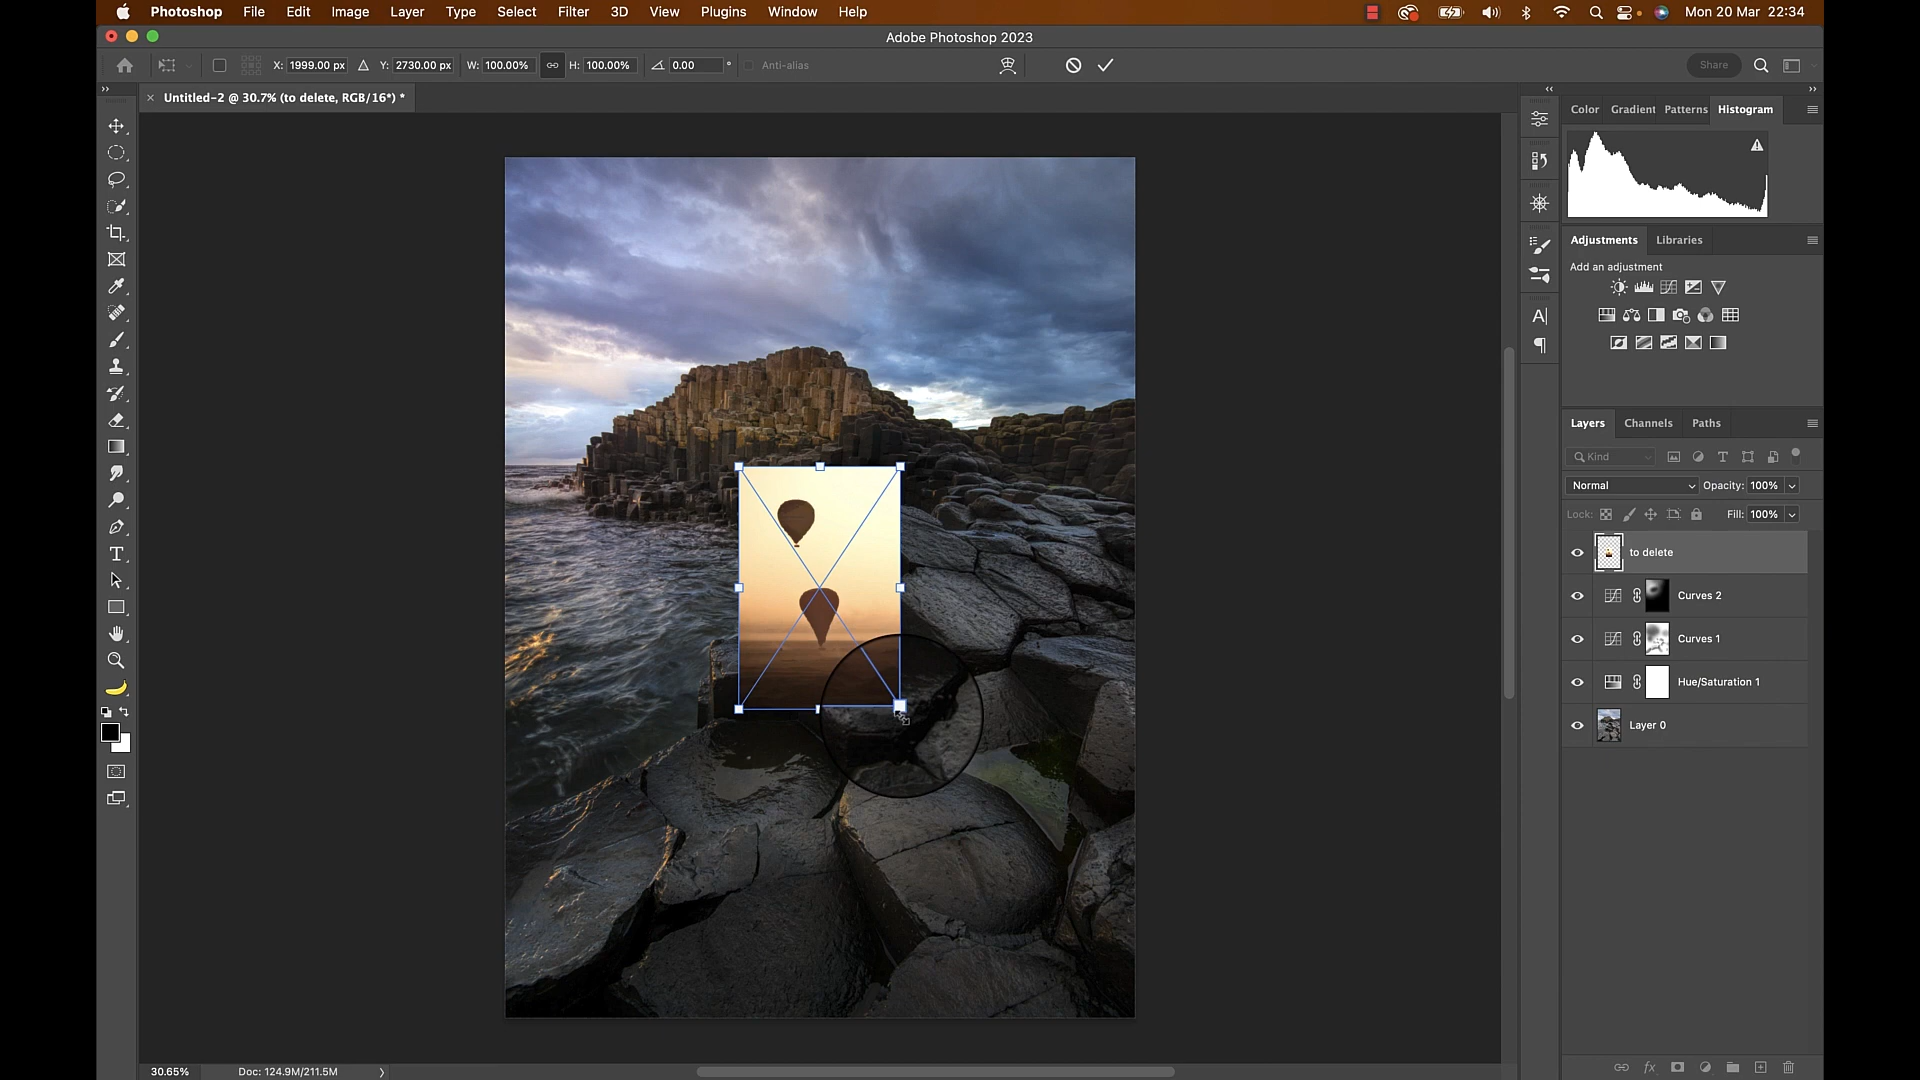 Photoshop File Edit Image Layer Type Select Filter 3D View Plugins Window Help Mon 20 Mar 22:34
Adobe Photoshop 2023
X: 1999.00 px Y: 2730.00 px W: 100.00% H: 100.00% 0.00 ° Anti-alias Share
Untitled-2 @ 30.7% (to delete, RGB/16*) *
Color Gradient Patterns Histogram
Adjustments Libraries
Add an adjustment
Layers Channels Paths
Kind
Normal Opacity: 100%
Lock: Fill: 100%
to delete
Curves 2
Curves 1
Hue/Saturation 1
Layer 0
30.65% Doc: 124.9M/211.5M